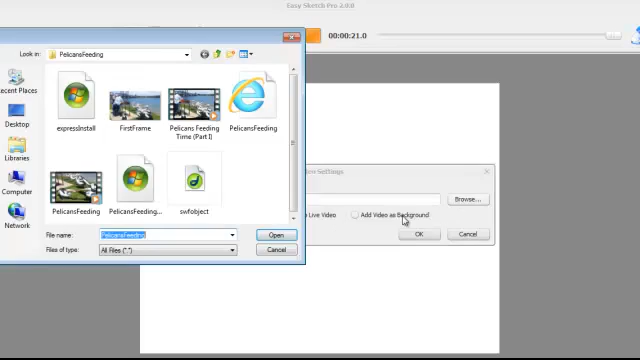 Easy Sketch Pro 2.0.0
00:00:21.0
Look in:
PelicansFeeding
Recent Places
Desktop
Libraries
Computer
Network
expressInstall
FirstFrame
Pelicans Feeding
Time (Part I)
PelicansFeeding
PelicansFeeding
PelicansFeeding...
swfobject
File name:
PelicansFeeding
Open
Files of type:
All Files (*.*)
Cancel
Settings
Browse...
Live Video
Add Video as Background
OK
Cancel